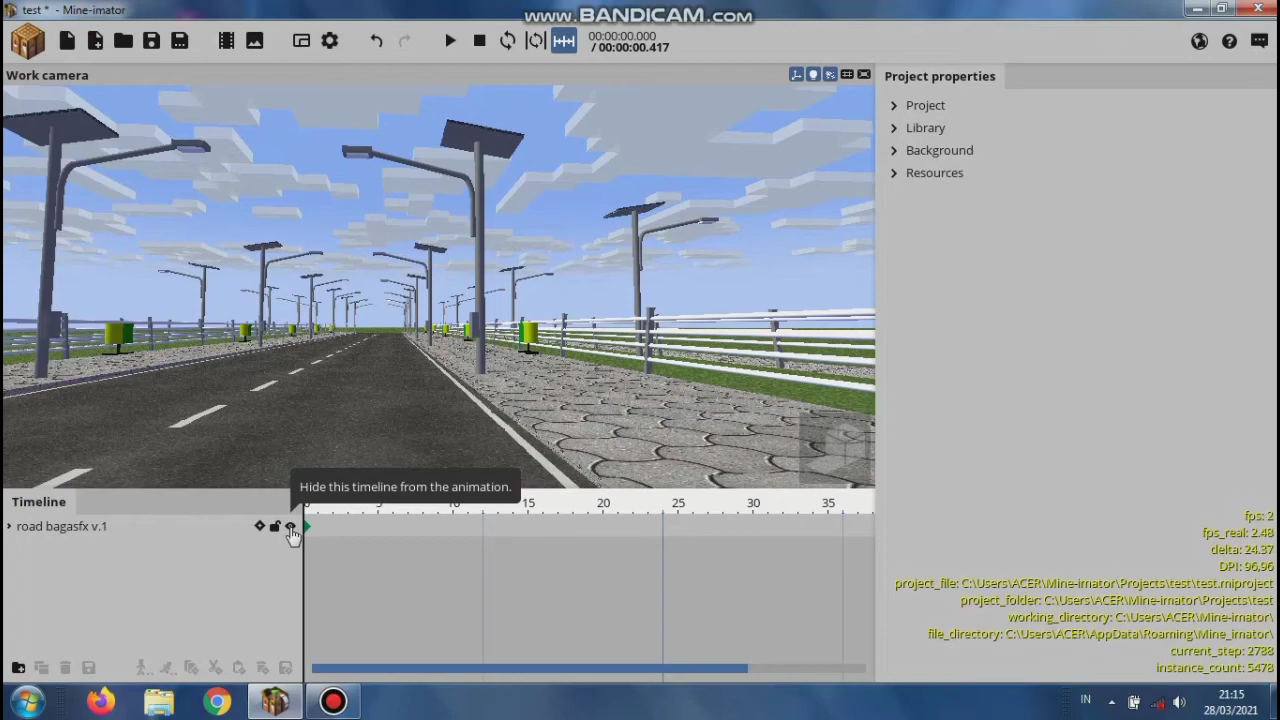 test * - Mine-imator
www.BANDICAM.com
00:00:00.000
/ 00:00:00.417
Work camera
Project properties
Project
Library
Background
Resources
Hide this timeline from the animation.
Timeline
15
20
25
30
35
road bagasfx v.1
fps: 2
fps_real: 2.48
delta: 24.37
DPI: 96,96
project_file: C:\Users\ACER\Mine-imator\Projects\test\test.miproject
project_folder: C:\Users\ACER\Mine-imator\Projects\test
working_directory: C:\Users\ACER\Mine-imator\
file_directory: C:\Users\ACER\AppData\Roaming\Mine_imator\
current_step: 2788
instance_count: 5478
IN
21:15
28/03/2021